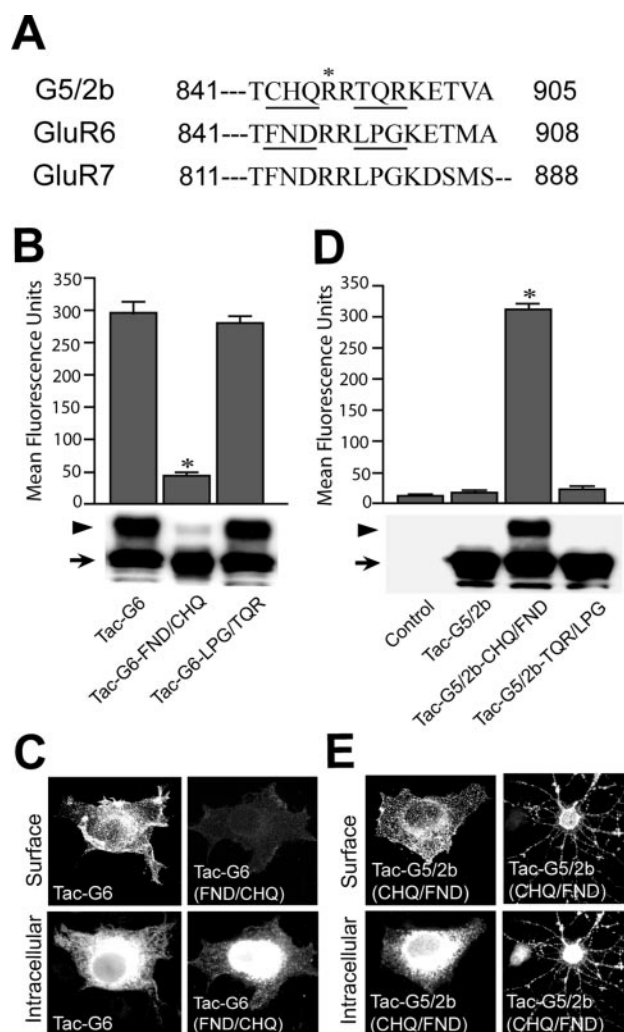 A
*
G5/2b 841---TCHQRRTQRKETVA 905
GluR6 841---TFNDRRLPGKETMA 908
GluR7 811---TFNDRRLPGKDSMS-- 888
B
Mean Fluorescence Units
350
300
250
200
150
100
50
0
*
Tac-G6
Tac-G6-FND/CHQ
Tac-G6-LPG/TQR
D
Mean Fluorescence Units
350
300
250
200
150
100
50
0
*
Control
Tac-G5/2b
Tac-G5/2b-CHQ/FND
Tac-G5/2b-TQR/LPG
C
Surface
Tac-G6
Tac-G6
(FND/CHQ)
Intracellular
Tac-G6
Tac-G6
(FND/CHQ)
E
Surface
Tac-G5/2b
(CHQ/FND)
Tac-G5/2b
(CHQ/FND)
Intracellular
Tac-G5/2b
(CHQ/FND)
Tac-G5/2b
(CHQ/FND)